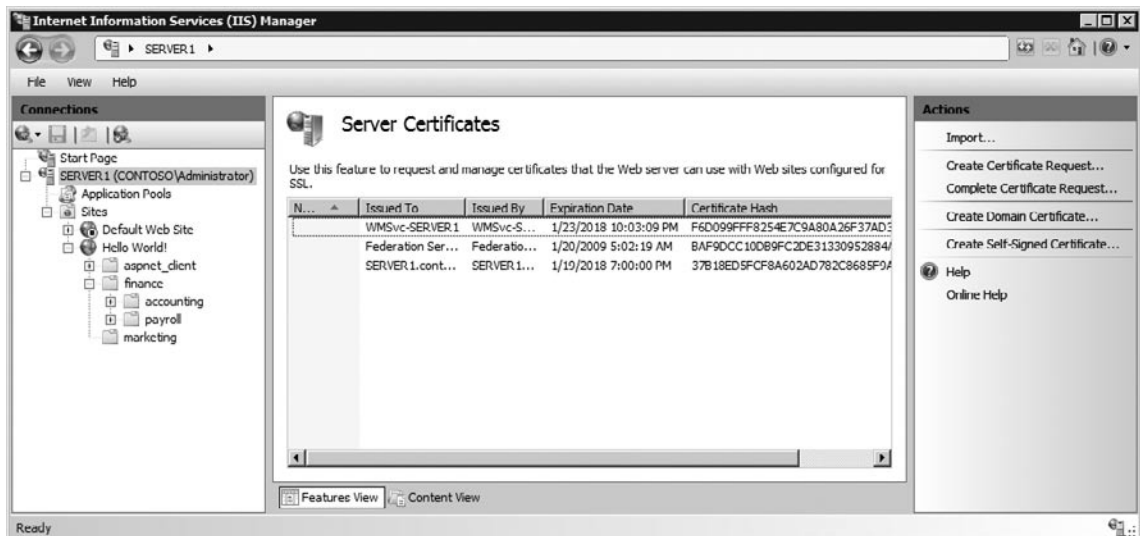 Internet Information Services (IIS) Manager
SERVER1
File View Help
Connections
Start Page
SERVER1 (CONTOSO\Administrator)
Application Pools
Sites
Default Web Site
Hello World!
aspnet_client
finance
accounting
payroll
marketing
Server Certificates
Use this feature to request and manage certificates that the Web server can use with Web sites configured for
SSL.
N... Issued To Issued By Expiration Date Certificate Hash
WMSvc-SERVER1 WMSvc-S... 1/23/2018 10:03:09 PM F6D099FFF8254E7C9A80A26F37AD3
Federation Ser... Federatio... 1/20/2009 5:02:19 AM BAF9DCC10DB9FC2DE31330952884
SERVER1.cont... SERVER1... 1/19/2018 7:00:00 PM 37B18ED5FCF8A602AD782C8685F9A
Features View Content View
Actions
Import...
Create Certificate Request...
Complete Certificate Request...
Create Domain Certificate...
Create Self-Signed Certificate...
Help
Online Help
Ready